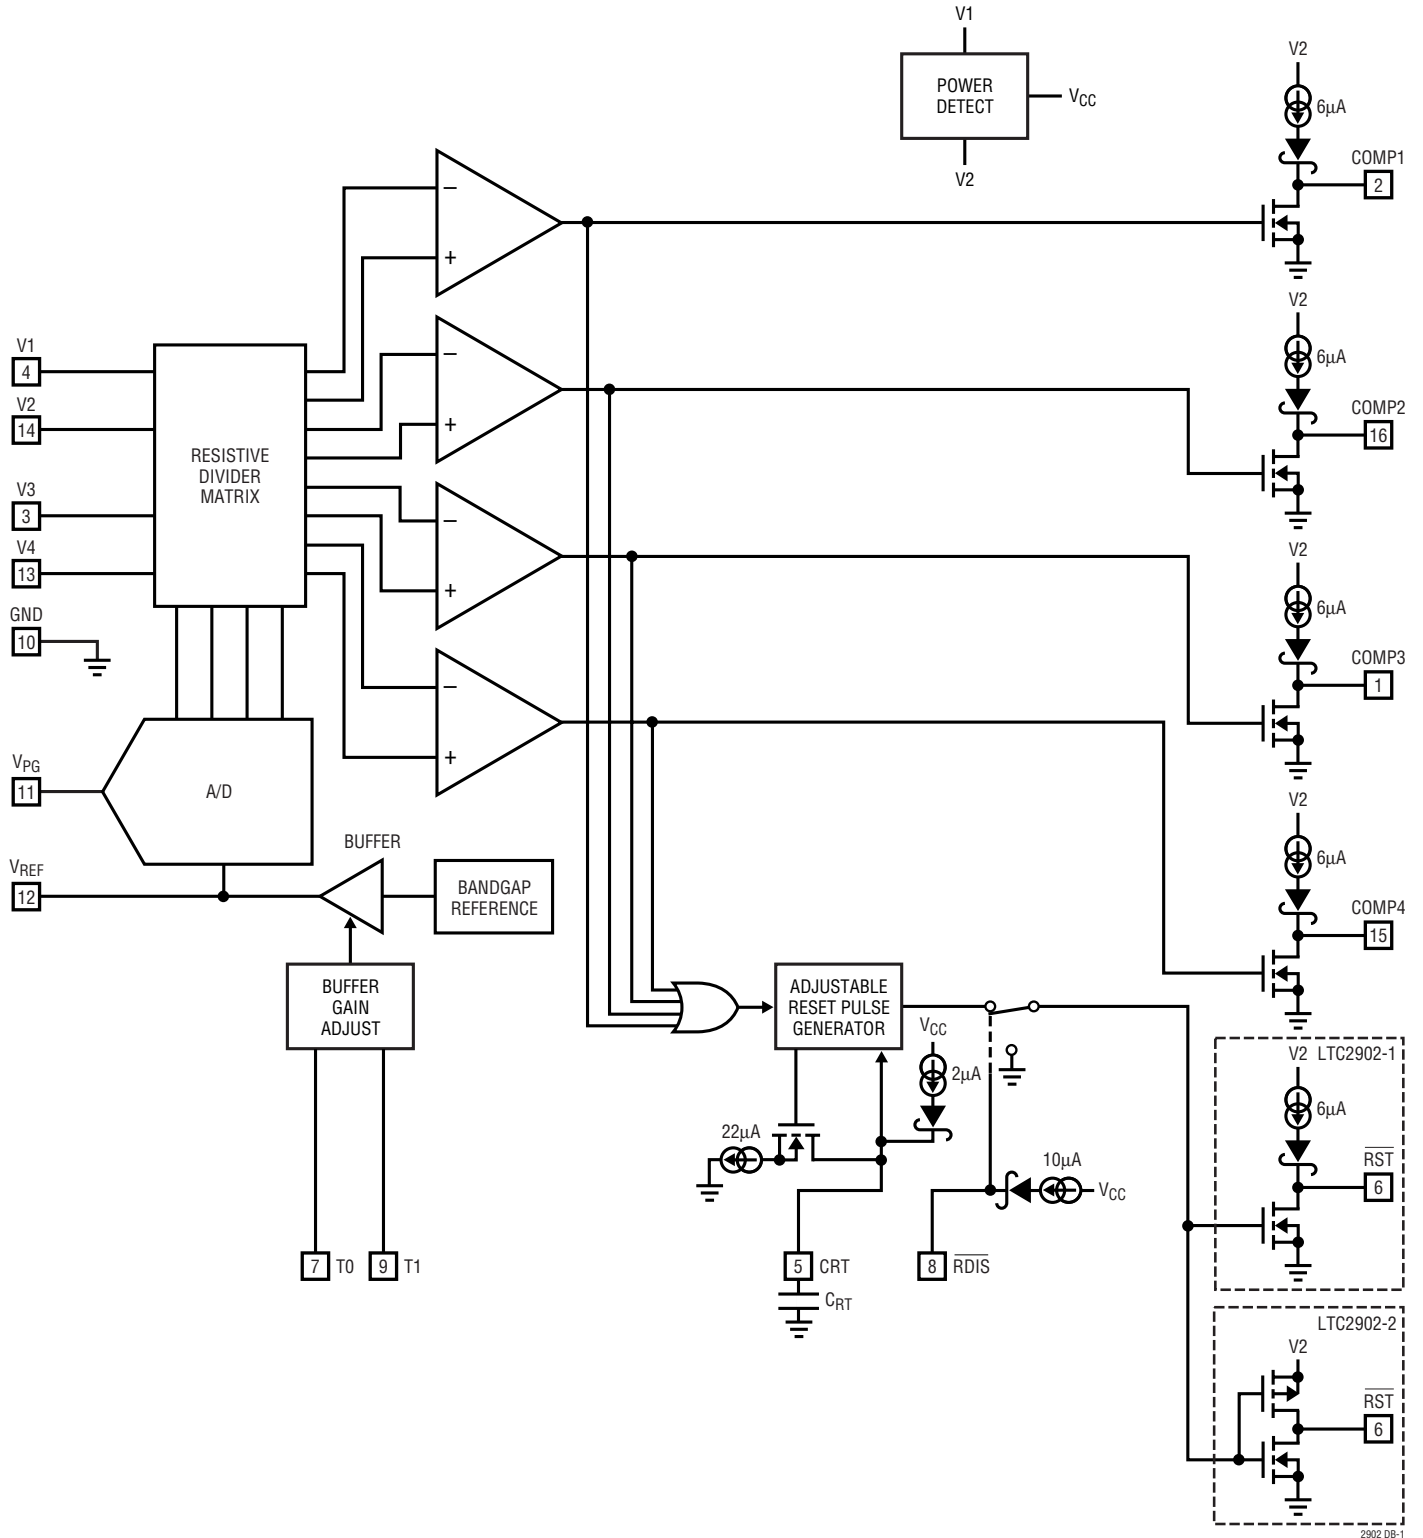 V1
POWER
DETECT
VCC
V2
V2
6μA
COMP1
2
−
+
V2
6μA
COMP2
16
−
+
V1
4
V2
14
V3
3
V4
13
GND
10
RESISTIVE
DIVIDER
MATRIX
−
+
V2
6μA
COMP3
1
−
+
VPG
11
A/D
V2
6μA
COMP4
15
VREF
12
BUFFER
BANDGAP
REFERENCE
BUFFER
GAIN
ADJUST
ADJUSTABLE
RESET PULSE
GENERATOR
VCC
2μA
22μA
10μA
VCC
7 T0
9 T1
5 CRT
CRT
8 RDIS
V2 LTC2902-1
6μA
RST
6
LTC2902-2
V2
RST
6
2902 DB-1